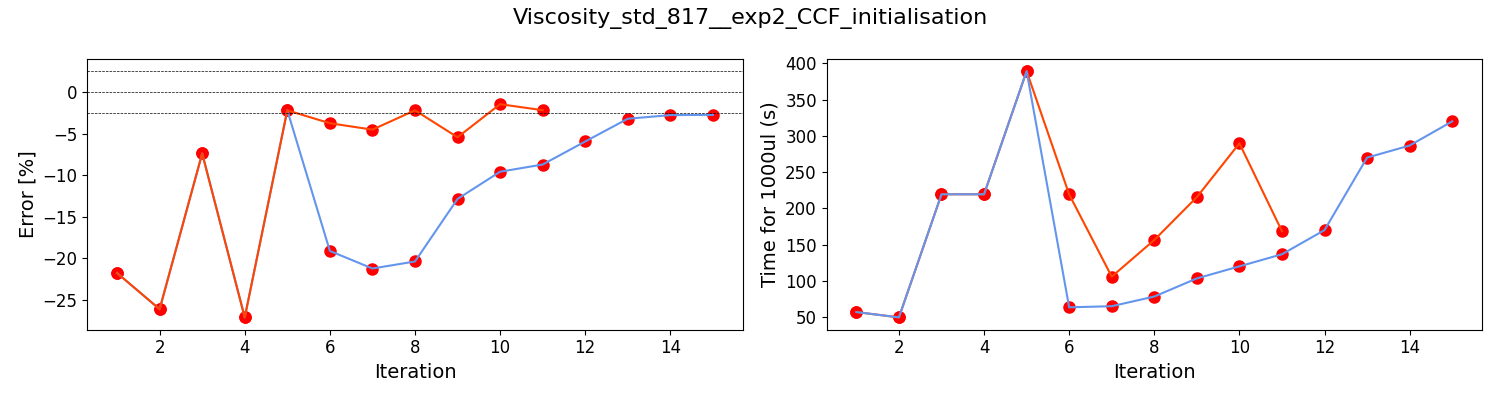 Viscosity_std_817__exp2_CCF_initialisation
Error [%]
0
−5
−10
−15
−20
−25
2 4 6 8 10 12 14
Iteration
Time for 1000ul (s)
400
350
300
250
200
150
100
50
2 4 6 8 10 12 14
Iteration